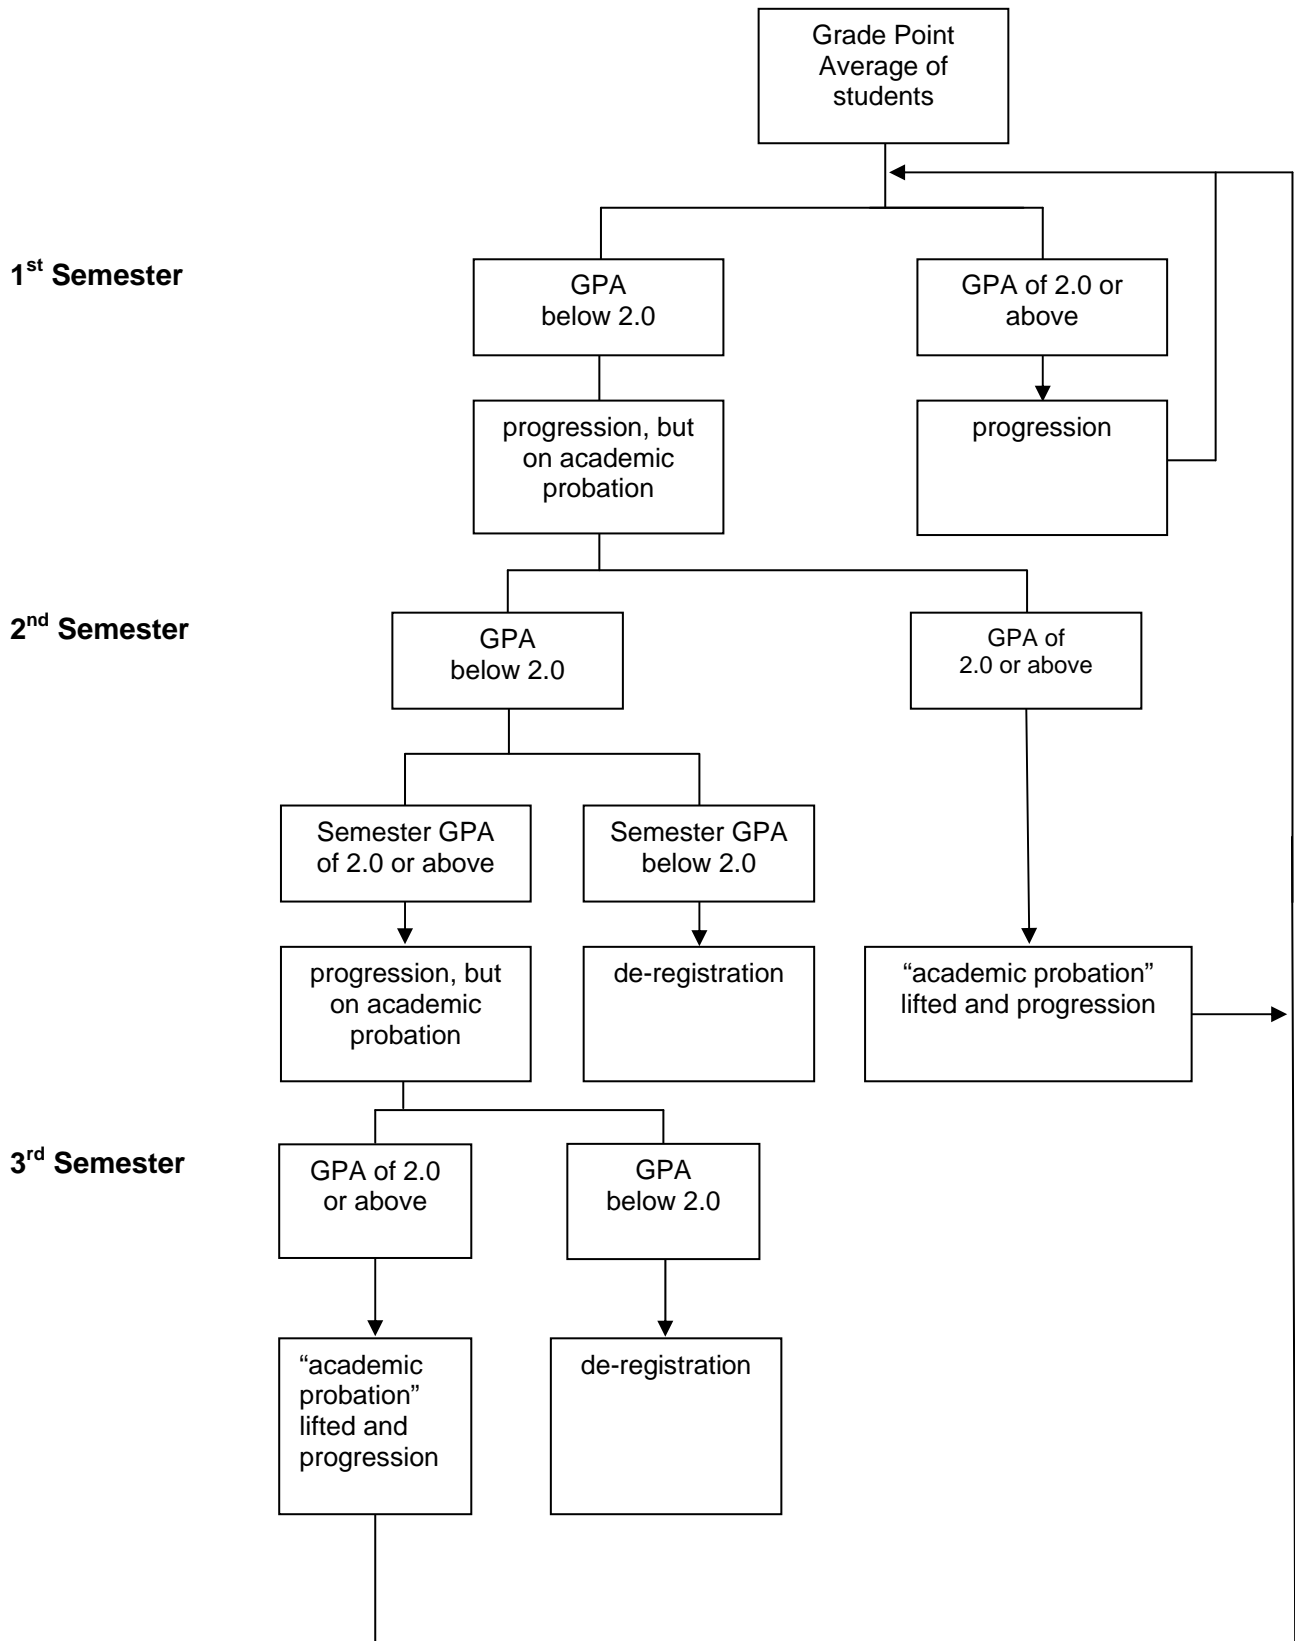 Grade Point
Average of
students
1st Semester
GPA
below 2.0
GPA of 2.0 or
above
progression, but
on academic
probation
progression
2nd Semester
GPA
below 2.0
GPA of
2.0 or above
Semester GPA
of 2.0 or above
Semester GPA
below 2.0
progression, but
on academic
probation
de-registration
“academic probation”
lifted and progression
3rd Semester
GPA of 2.0
or above
GPA
below 2.0
“academic
probation”
lifted and
progression
de-registration